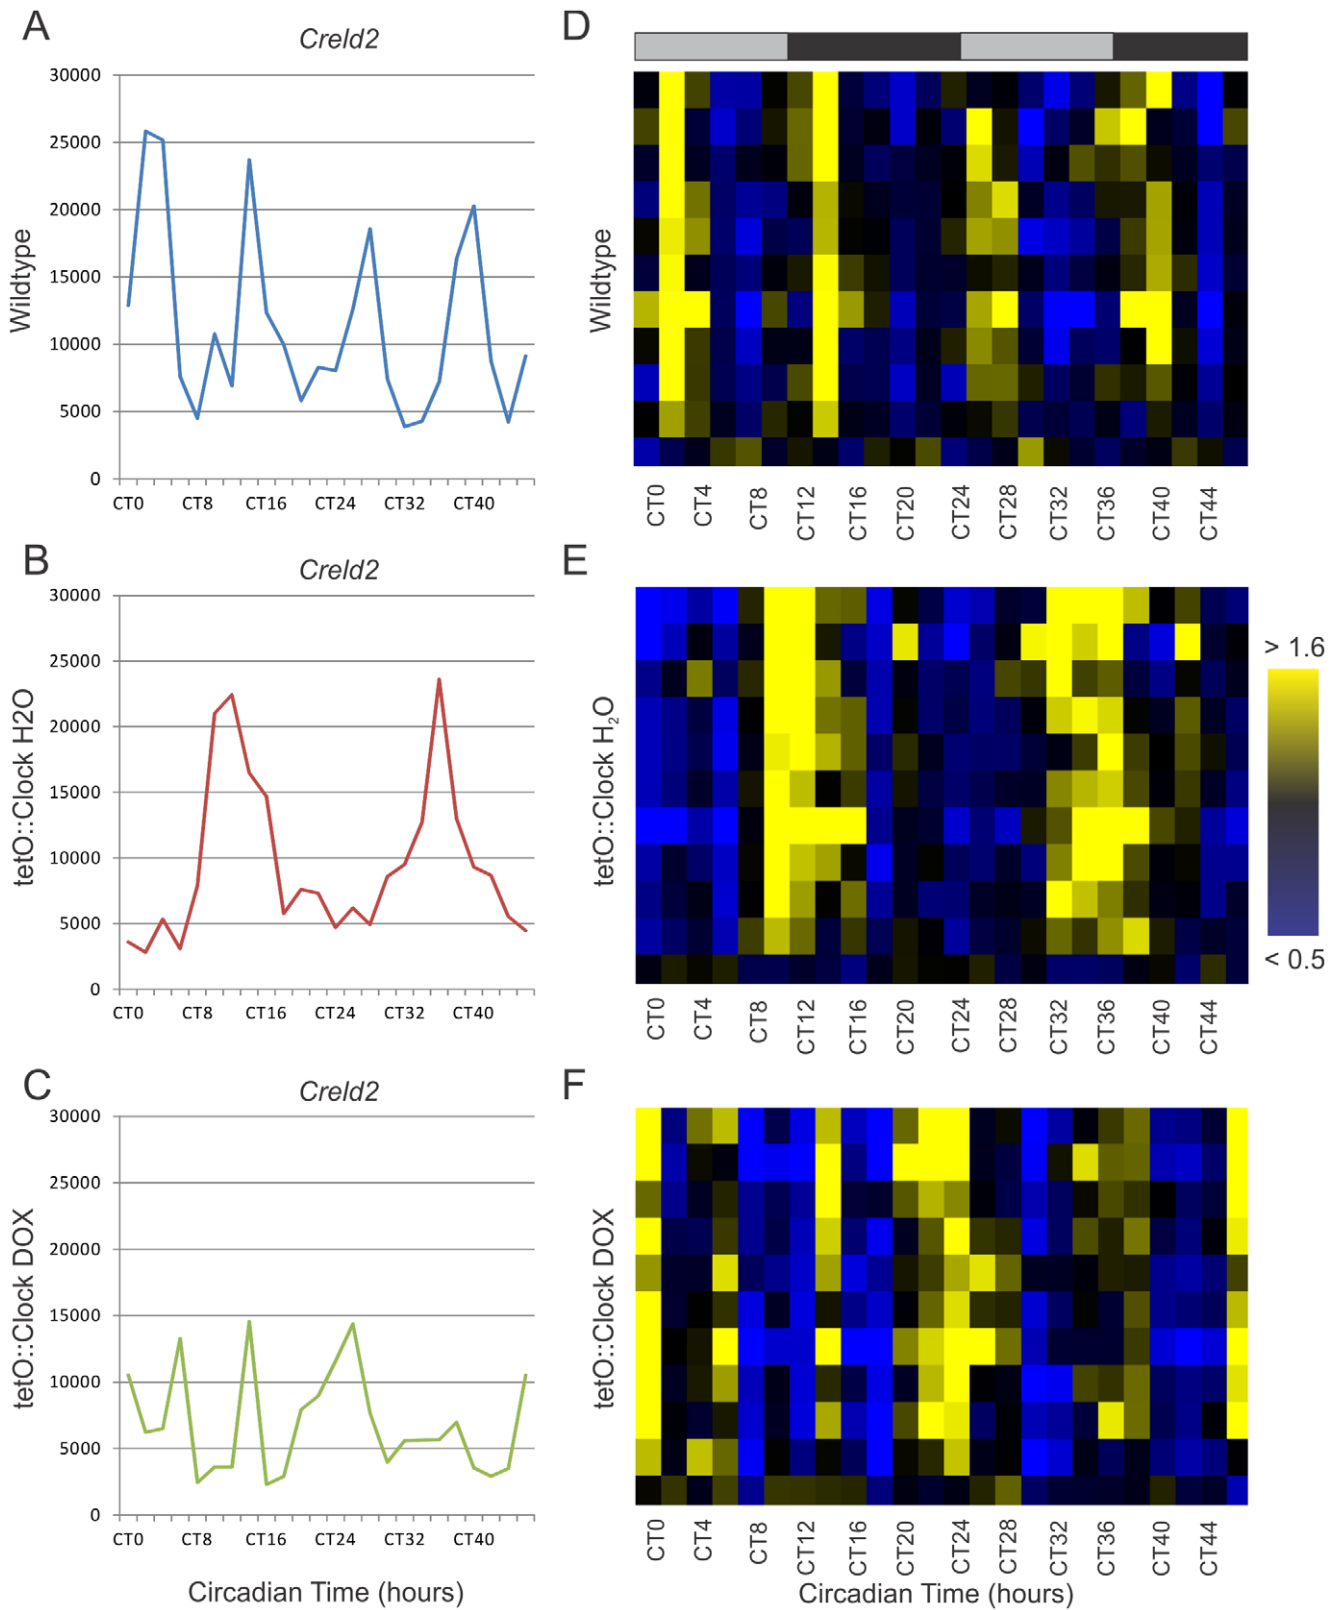 A
Creld2
Wildtype
30000
25000
20000
15000
10000
5000
0
CT0 CT8 CT16 CT24 CT32 CT40
D
Wildtype
CT0 CT4 CT8 CT12 CT16 CT20 CT24 CT28 CT32 CT36 CT40 CT44
B
Creld2
tetO::Clock H2O
30000
25000
20000
15000
10000
5000
0
CT0 CT8 CT16 CT24 CT32 CT40
E
tetO::Clock H₂O
CT0 CT4 CT8 CT12 CT16 CT20 CT24 CT28 CT32 CT36 CT40 CT44
> 1.6
< 0.5
C
Creld2
tetO::Clock DOX
30000
25000
20000
15000
10000
5000
0
CT0 CT8 CT16 CT24 CT32 CT40
Circadian Time (hours)
F
tetO::Clock DOX
CT0 CT4 CT8 CT12 CT16 CT20 CT24 CT28 CT32 CT36 CT40 CT44
Circadian Time (hours)